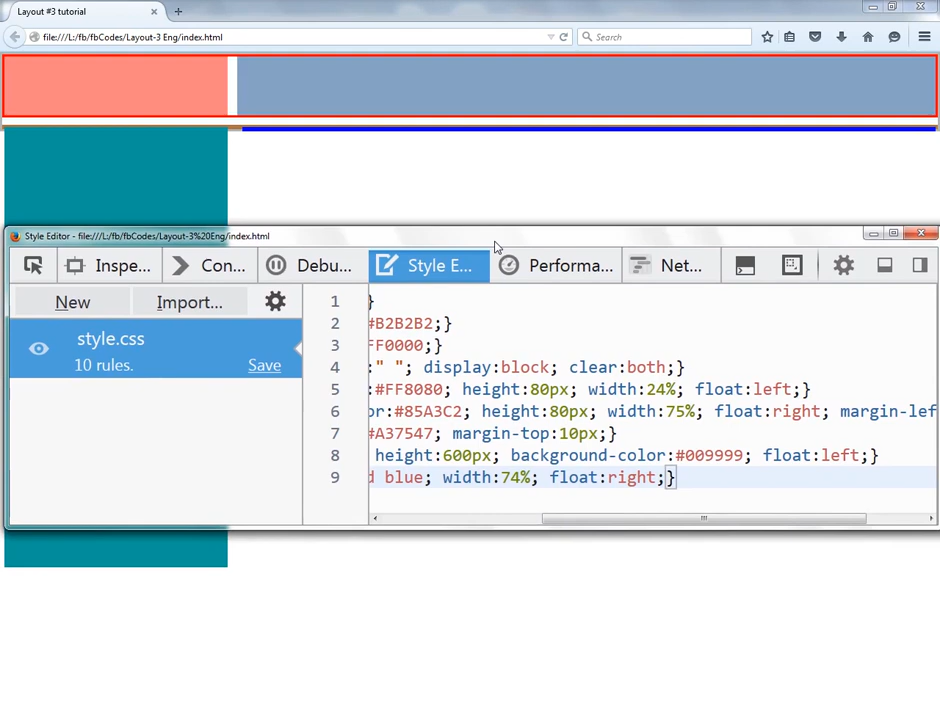 Layout #3 tutorial
file:///L:/fb/fbCodes/Layout-3 Eng/index.html
Search
Style Editor - file:///L:/fb/fbCodes/Layout-3%20Eng/index.html
Inspe... Con... Debu... Style E... Performa... Net...
New Import...
style.css
10 rules. Save
1 }
2 #B2B2B2;}
3 FF0000;}
4 :" "; display:block; clear:both;}
5 :#FF8080; height:80px; width:24%; float:left;}
6 or:#85A3C2; height:80px; width:75%; float:right; margin-lef
7 #A37547; margin-top:10px;}
8 height:600px; background-color:#009999; float:left;}
9 d blue; width:74%; float:right;}